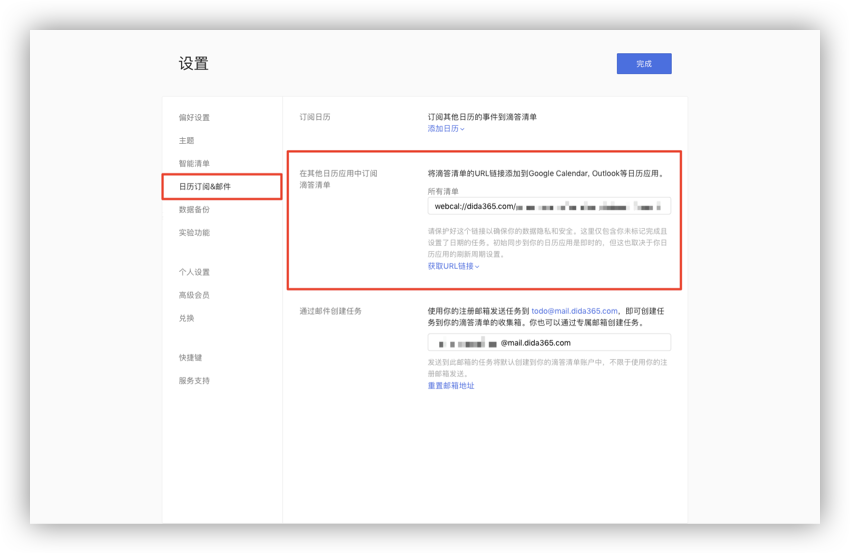 设置
完成
偏好设置
主题
智能清单
日历订阅&邮件
数据备份
实验功能
个人设置
高级会员
兑换
快捷键
服务支持
订阅日历
订阅其他日历的事件到滴答清单
添加日历
在其他日历应用中订阅
滴答清单
将滴答清单的URL链接添加到Google Calendar, Outlook等日历应用。
所有清单
webcal://dida365.com/
请保护好这个链接以确保你的数据隐私和安全。这里仅包含你未标记完成且
设置了日期的任务。初始同步到你的日历应用是即时的，但这也取决于你日
历应用的刷新周期设置。
获取URL链接
通过邮件创建任务
使用你的注册邮箱发送任务到 todo@mail.dida365.com，即可创建任
务到你的滴答清单的收集箱。你也可以通过专属邮箱创建任务。
@mail.dida365.com
发送到此邮箱的任务将默认创建到你的滴答清单账户中，不限于使用你的注
册邮箱发送。
重置邮箱地址